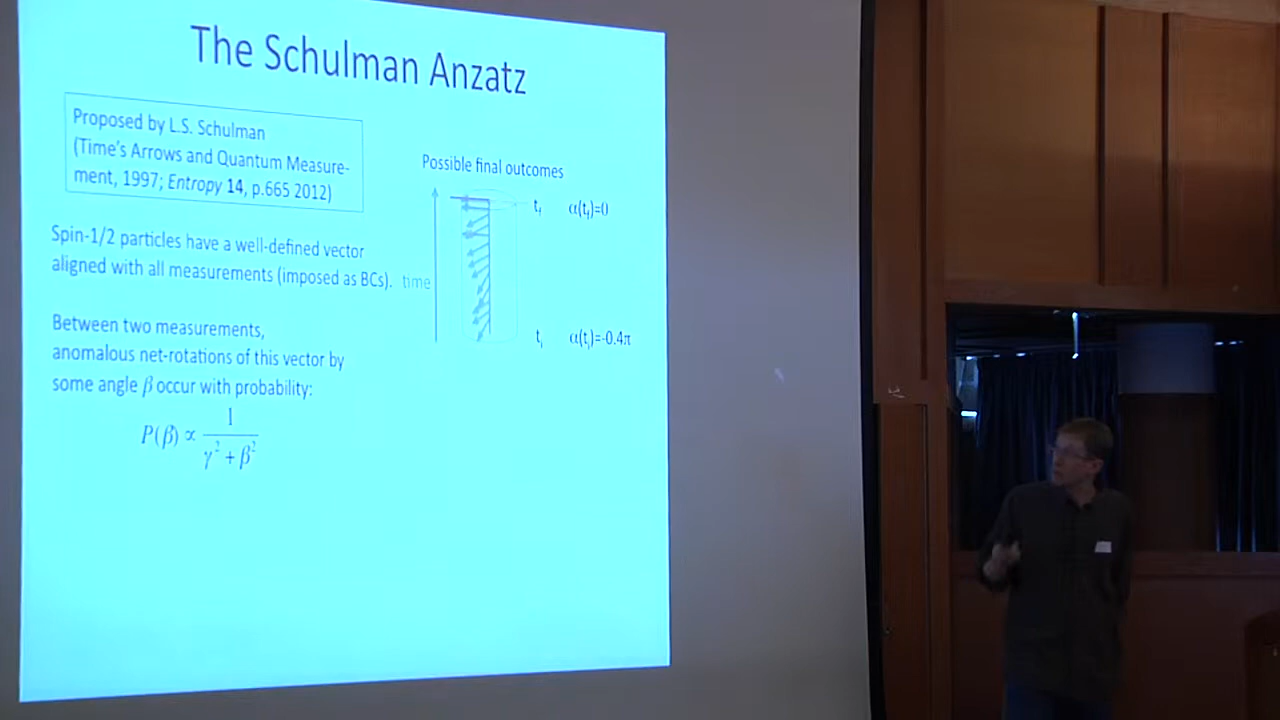 The Schulman Anzatz
Proposed by L.S. Schulman
(Time's Arrows and Quantum Measure-
ment, 1997; Entropy 14, p.665 2012)
Spin-1/2 particles have a well-defined vector
aligned with all measurements (imposed as BCs).
Between two measurements,
anomalous net-rotations of this vector by
some angle β occur with probability:
P(β) ∝ 1 / (γ² + β²)
Possible final outcomes
t_f α(t_f)=0
time
t_i α(t_i)=-0.4π